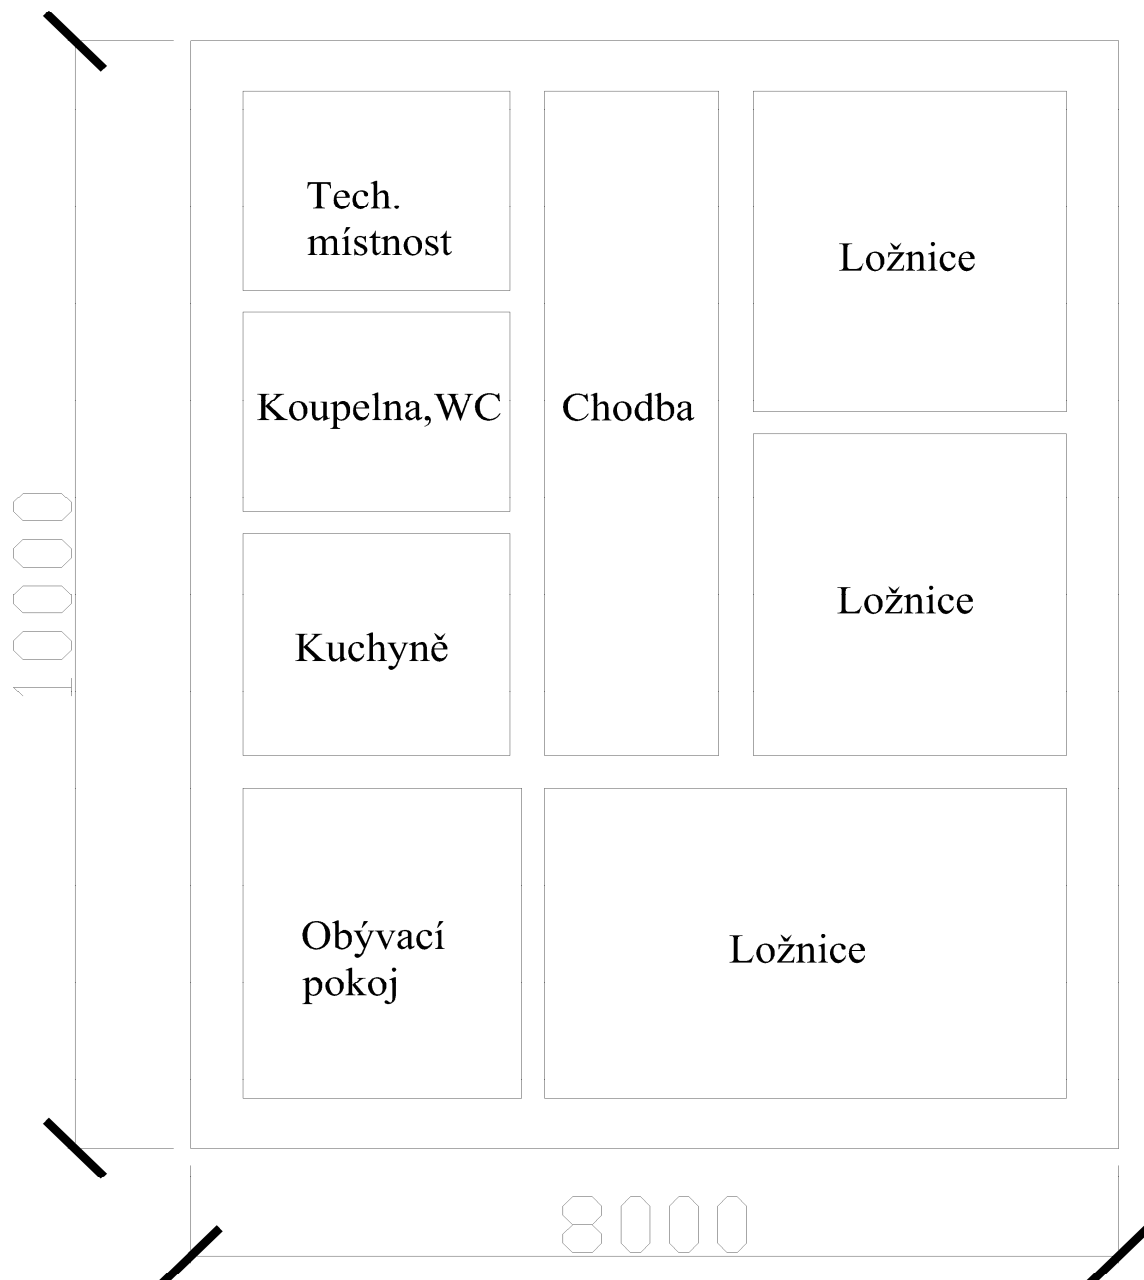 Tech.
místnost
Ložnice
Koupelna,WC
Chodba
Ložnice
Kuchyně
10000
Obývací
pokoj
Ložnice
8000